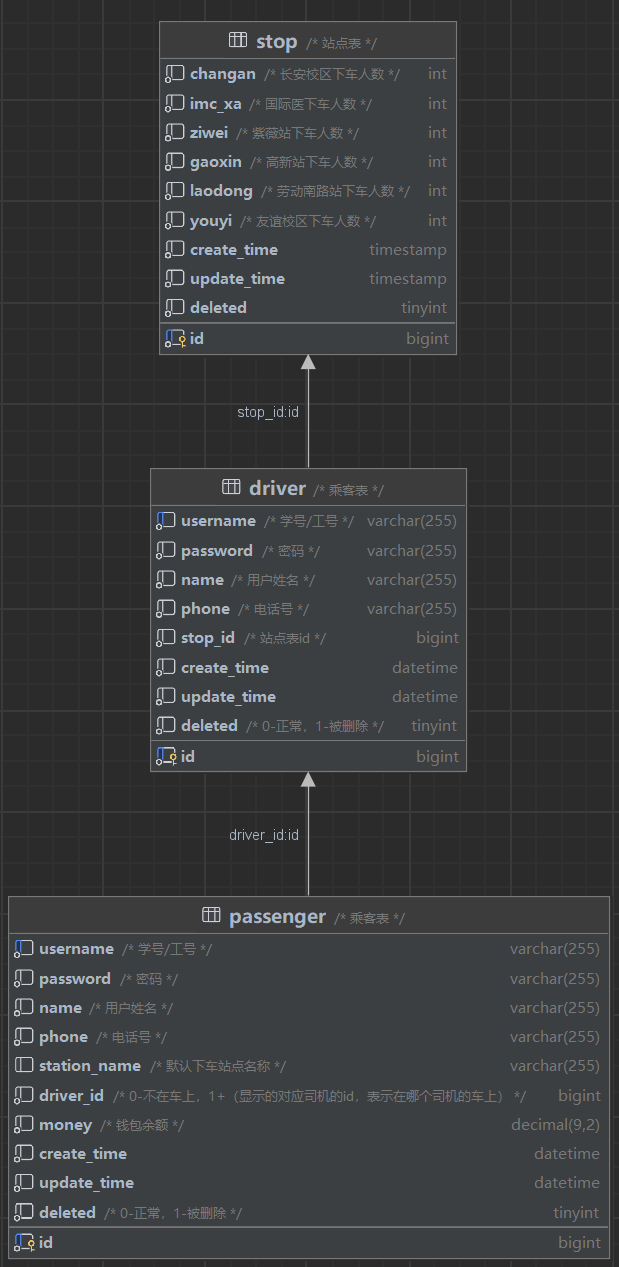 stop /* 站点表 */
changan /* 长安校区下车人数 */ int
imc_xa /* 国际医下车人数 */ int
ziwei /* 紫薇站下车人数 */ int
gaoxin /* 高新站下车人数 */ int
laodong /* 劳动南路站下车人数 */ int
youyi /* 友谊校区下车人数 */ int
create_time timestamp
update_time timestamp
deleted tinyint
id bigint
stop_id:id
driver /* 乘客表 */
username /* 学号/工号 */ varchar(255)
password /* 密码 */ varchar(255)
name /* 用户姓名 */ varchar(255)
phone /* 电话号 */ varchar(255)
stop_id /* 站点表id */ bigint
create_time datetime
update_time datetime
deleted /* 0-正常，1-被删除 */ tinyint
id bigint
driver_id:id
passenger /* 乘客表 */
username /* 学号/工号 */ varchar(255)
password /* 密码 */ varchar(255)
name /* 用户姓名 */ varchar(255)
phone /* 电话号 */ varchar(255)
station_name /* 默认下车站点名称 */ varchar(255)
driver_id /* 0-不在车上，1+（显示的对应司机的id，表示在哪个司机的车上） */ bigint
money /* 钱包余额 */ decimal(9,2)
create_time datetime
update_time datetime
deleted /* 0-正常，1-被删除 */ tinyint
id bigint